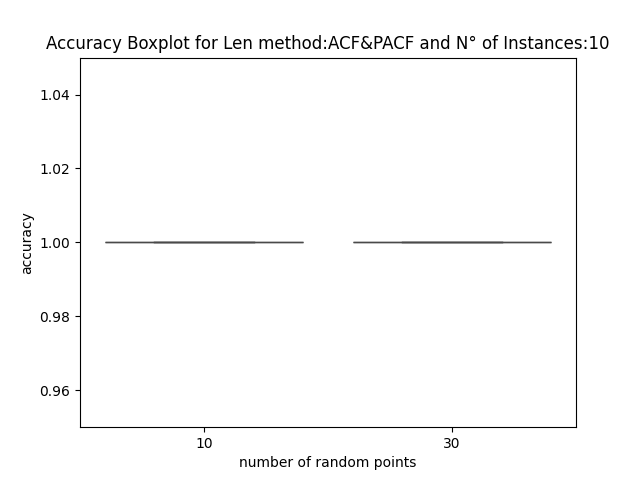 Accuracy Boxplot for Len method:ACF&PACF and N° of Instances:10
1.04
1.02
1.00
0.98
0.96
accuracy
10 30
number of random points